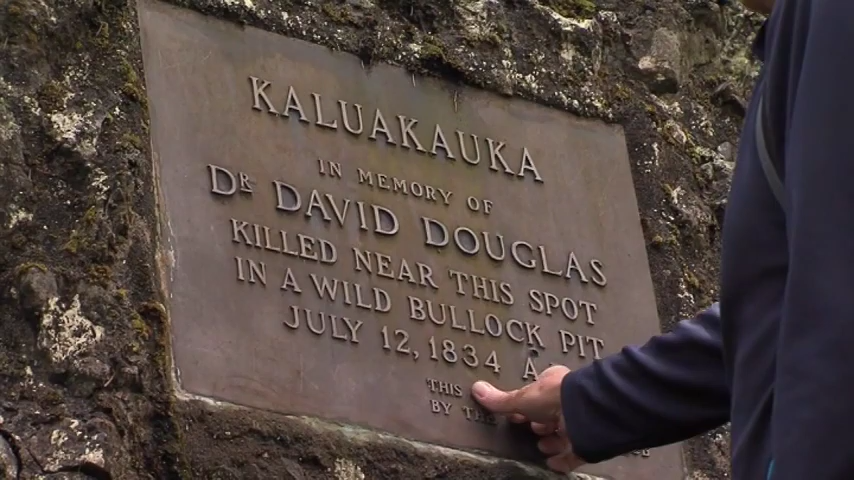 KALUAKAUKA
IN MEMORY OF
DR DAVID DOUGLAS
KILLED NEAR THIS SPOT
IN A WILD BULLOCK PIT
JULY 12, 1834
THIS
BY THE